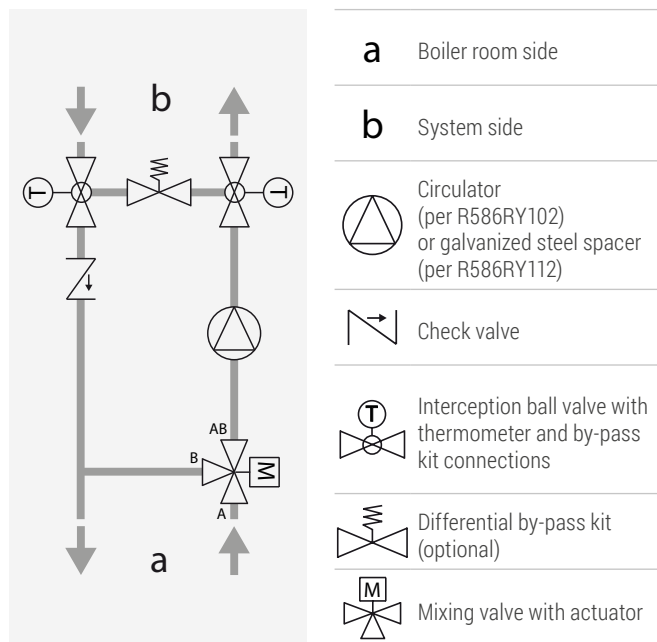 b
T
T
AB
B
M
A
a
a
Boiler room side
b
System side
Circulator
(per R586RY102)
or galvanized steel spacer
(per R586RY112)
Check valve
T
Interception ball valve with
thermometer and by-pass
kit connections
Differential by-pass kit
(optional)
M
Mixing valve with actuator